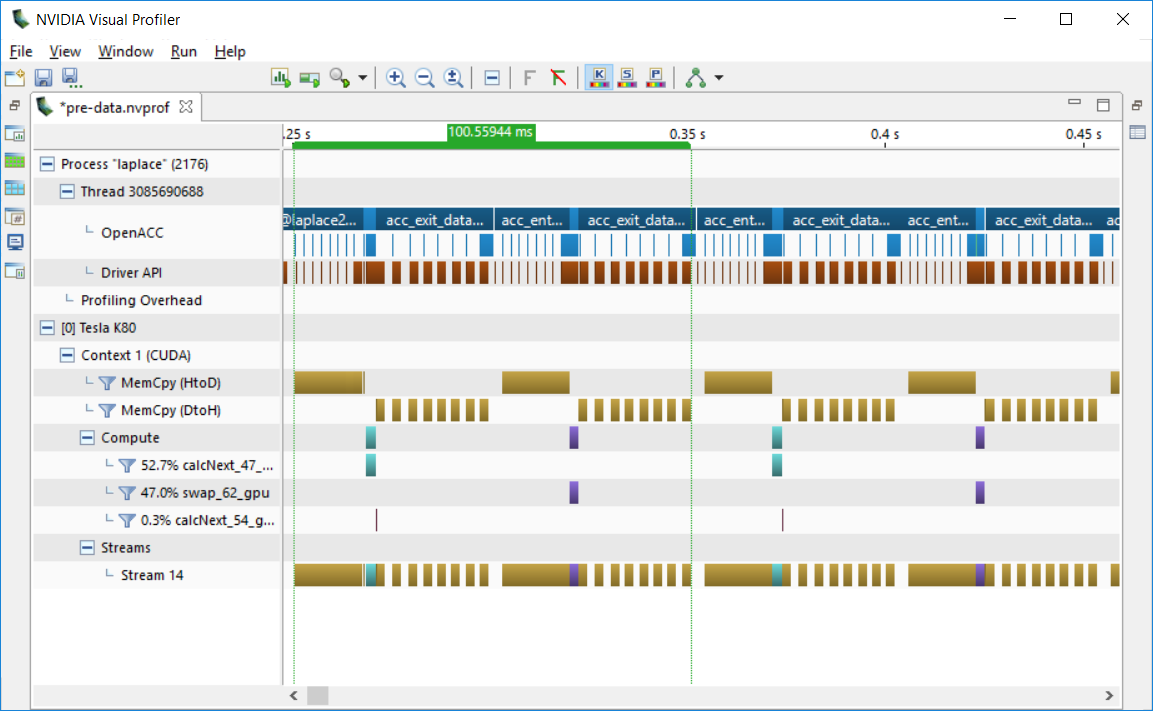 NVIDIA Visual Profiler
File View Window Run Help
K S P
*pre-data.nvprof
.25 s 100.55944 ms 0.35 s 0.4 s 0.45 s
Process "laplace" (2176)
Thread 3085690688
OpenACC
@laplace2... acc_exit_data... acc_ent... acc_exit_data... acc_ent... acc_exit_data... acc_ent... acc_exit_data... ac
Driver API
Profiling Overhead
[0] Tesla K80
Context 1 (CUDA)
MemCpy (HtoD)
MemCpy (DtoH)
Compute
52.7% calcNext_47_...
47.0% swap_62_gpu
0.3% calcNext_54_g...
Streams
Stream 14